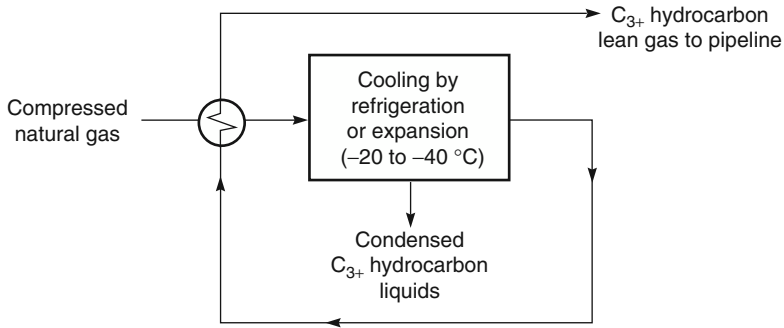 C₃₊ hydrocarbon
lean gas to pipeline
Compressed
natural gas
Cooling by
refrigeration
or expansion
(–20 to –40 °C)
Condensed
C₃₊ hydrocarbon
liquids